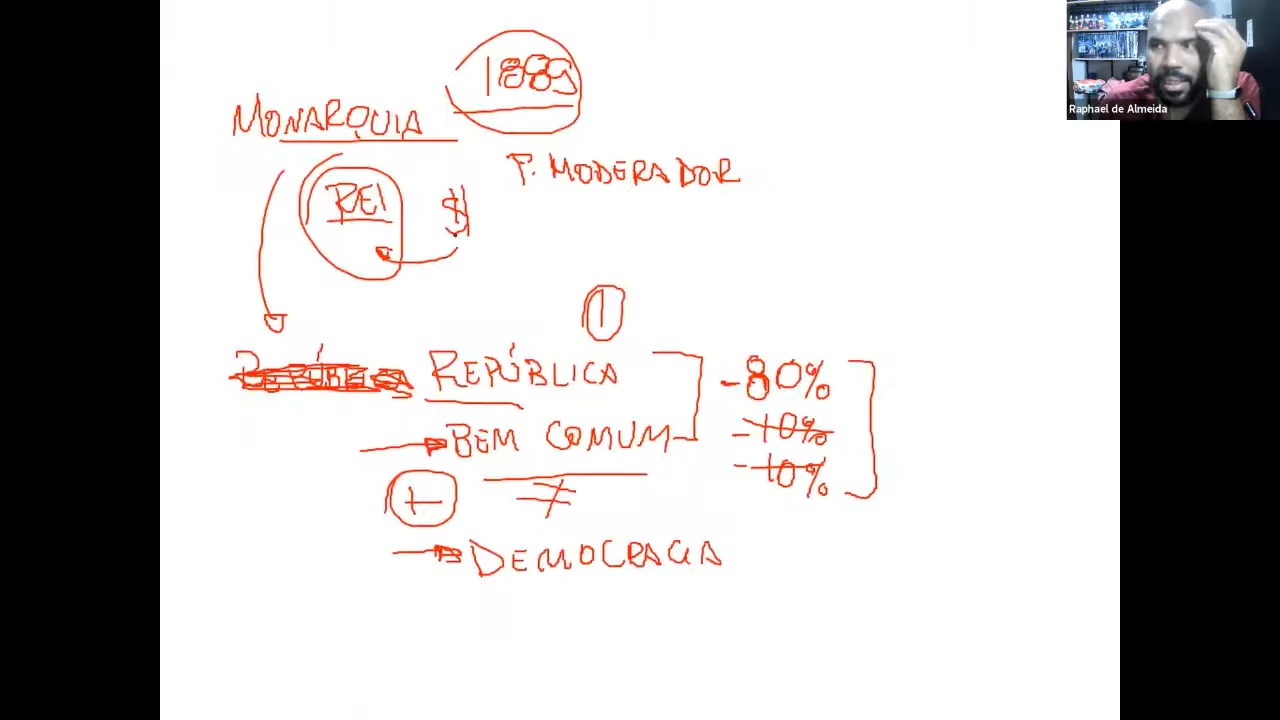 1889
MONARQUIA
P. MODERADOR
REI
$
1
REPÚBLICA
- 80%
BEM COMUM
- 10%
- 10%
+
≠
DEMOCRACIA
Raphael de Almeida